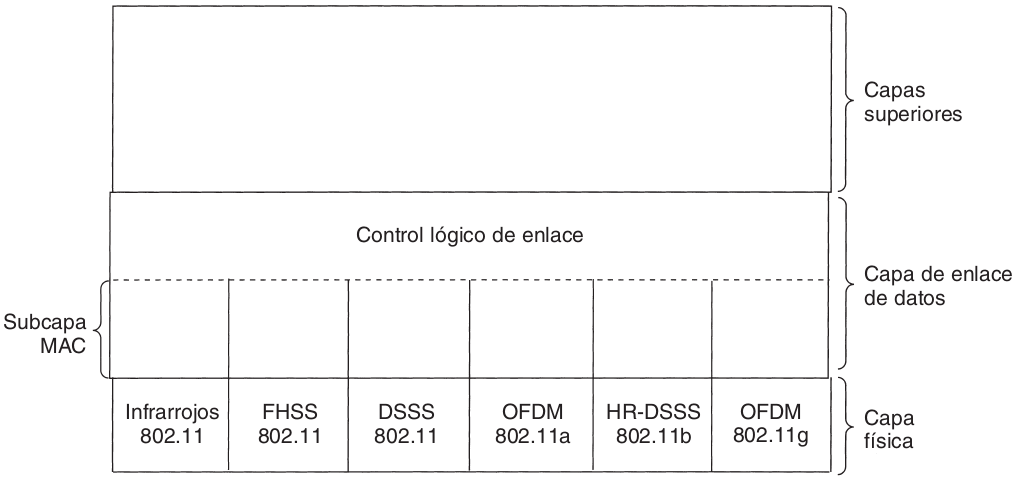 Capas
superiores
Control lógico de enlace
Capa de enlace
de datos
Subcapa
MAC
Infrarrojos
802.11
FHSS
802.11
DSSS
802.11
OFDM
802.11a
HR-DSSS
802.11b
OFDM
802.11g
Capa
física